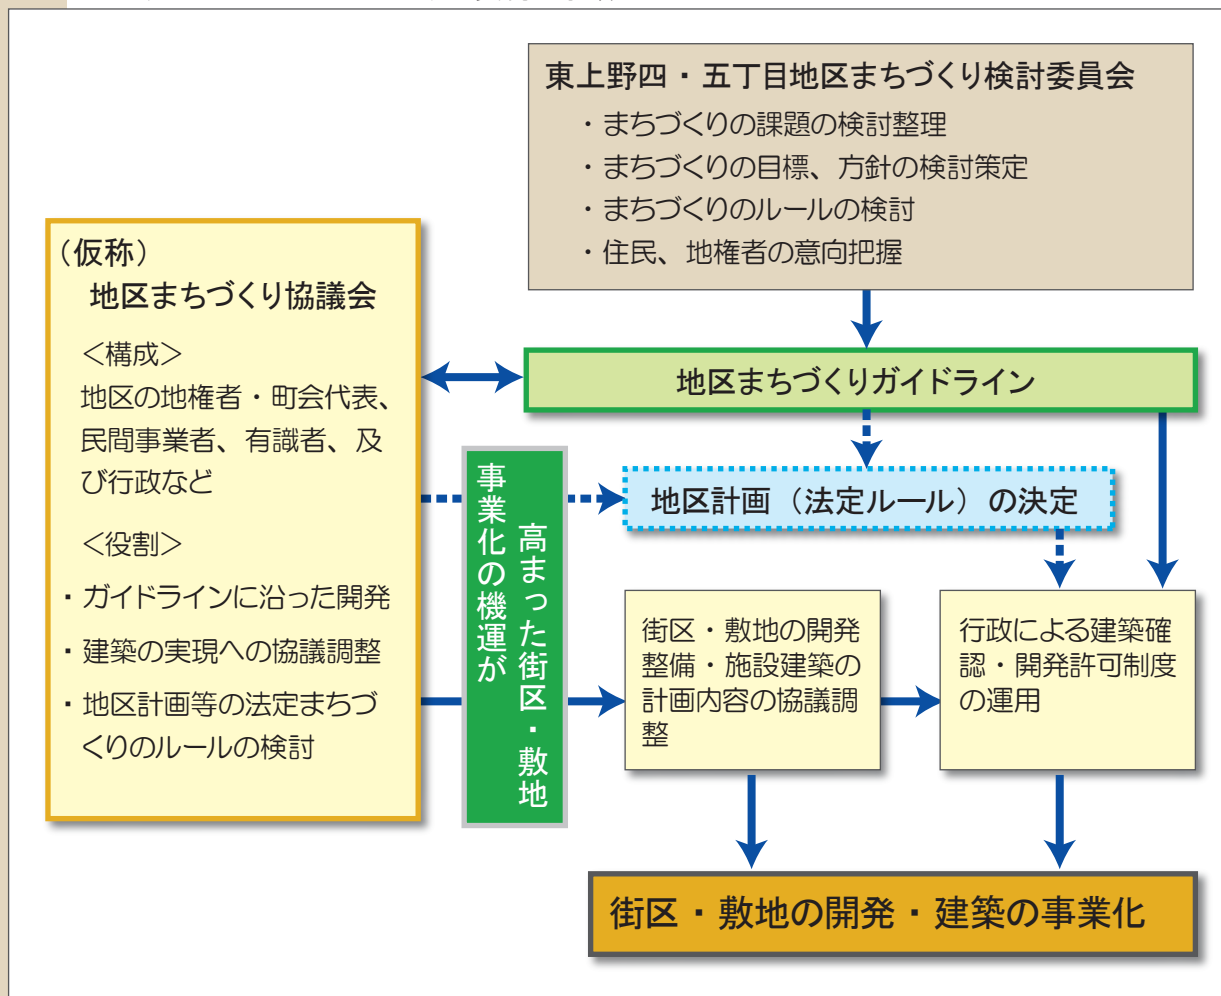 東上野四・五丁目地区まちづくり検討委員会
・まちづくりの課題の検討整理
・まちづくりの目標、方針の検討策定
・まちづくりのルールの検討
・住民、地権者の意向把握
(仮称)
地区まちづくり協議会
<構成>
地区の地権者・町会代表、
民間事業者、有識者、及
び行政など
<役割>
・ガイドラインに沿った開発
・建築の実現への協議調整
・地区計画等の法定まちづ
くりのルールの検討
地区まちづくりガイドライン
事業化の機運が
高まった街区・敷地
地区計画(法定ルール)の決定
街区・敷地の開発
整備・施設建築の
計画内容の協議調
整
行政による建築確
認・開発許可制度
の運用
街区・敷地の開発・建築の事業化